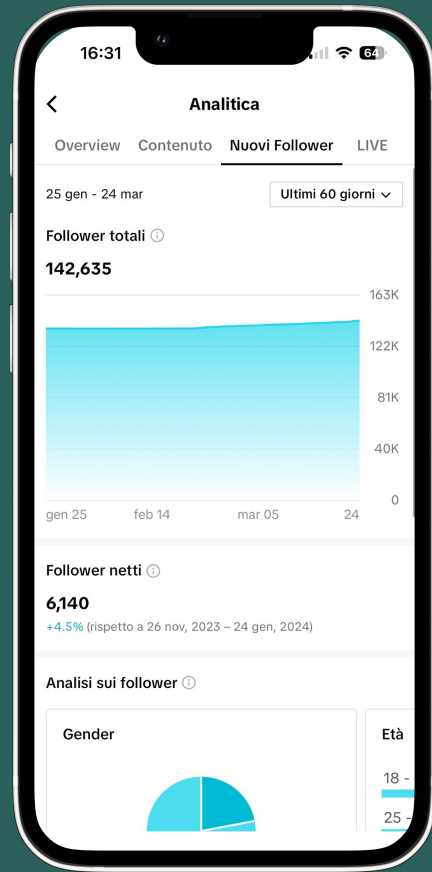 16:31
64
Analitica
Overview Contenuto Nuovi Follower LIVE
25 gen - 24 mar
Ultimi 60 giorni
Follower totali
142,635
163K
122K
81K
40K
0
gen 25 feb 14 mar 05 24
Follower netti
6,140
+4.5% (rispetto a 26 nov, 2023 – 24 gen, 2024)
Analisi sui follower
Gender
Età
18 -
25 -